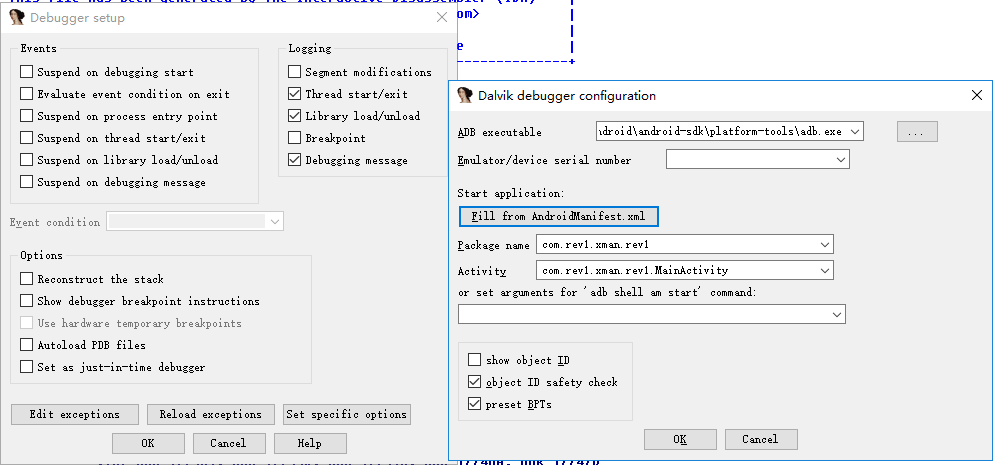 This file has been generated by the Interactive Disassembler (IDA)
om>
e
Debugger setup
Events
Suspend on debugging start
Evaluate event condition on exit
Suspend on process entry point
Suspend on thread start/exit
Suspend on library load/unload
Suspend on debugging message
Logging
Segment modifications
Thread start/exit
Library load/unload
Breakpoint
Debugging message
Event condition
Options
Reconstruct the stack
Show debugger breakpoint instructions
Use hardware temporary breakpoints
Autoload PDB files
Set as just-in-time debugger
Edit exceptions Reload exceptions Set specific options
OK Cancel Help
Dalvik debugger configuration
ADB executable droid\android-sdk\platform-tools\adb.exe ...
Emulator/device serial number
Start application:
Fill from AndroidManifest.xml
Package name com.rev1.xman.rev1
Activity com.rev1.xman.rev1.MainActivity
or set arguments for 'adb shell am start' command:
show object ID
object ID safety check
preset BPTs
OK Cancel